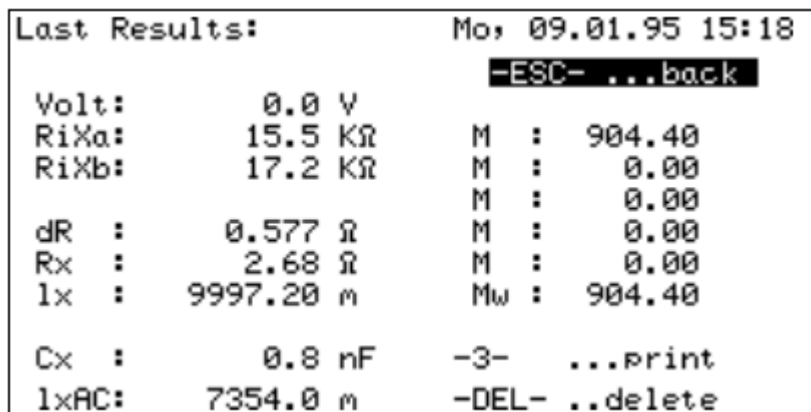 Last Results: Mo, 09.01.95 15:18
-ESC- ...back
Volt: 0.0 V
RiXa: 15.5 KΩ M : 904.40
RiXb: 17.2 KΩ M : 0.00
M : 0.00
dR : 0.577 Ω M : 0.00
Rx : 2.68 Ω M : 0.00
lx : 9997.20 m Mw : 904.40
Cx : 0.8 nF -3- ...print
lxAC: 7354.0 m -DEL- ..delete